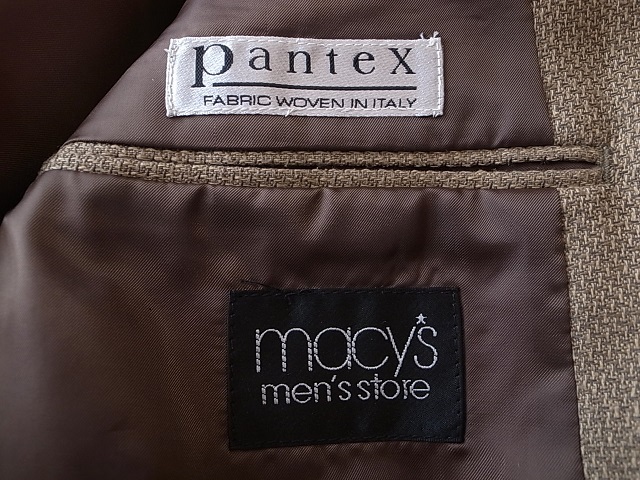 pantex
FABRIC WOVEN IN ITALY
macy's
men's store